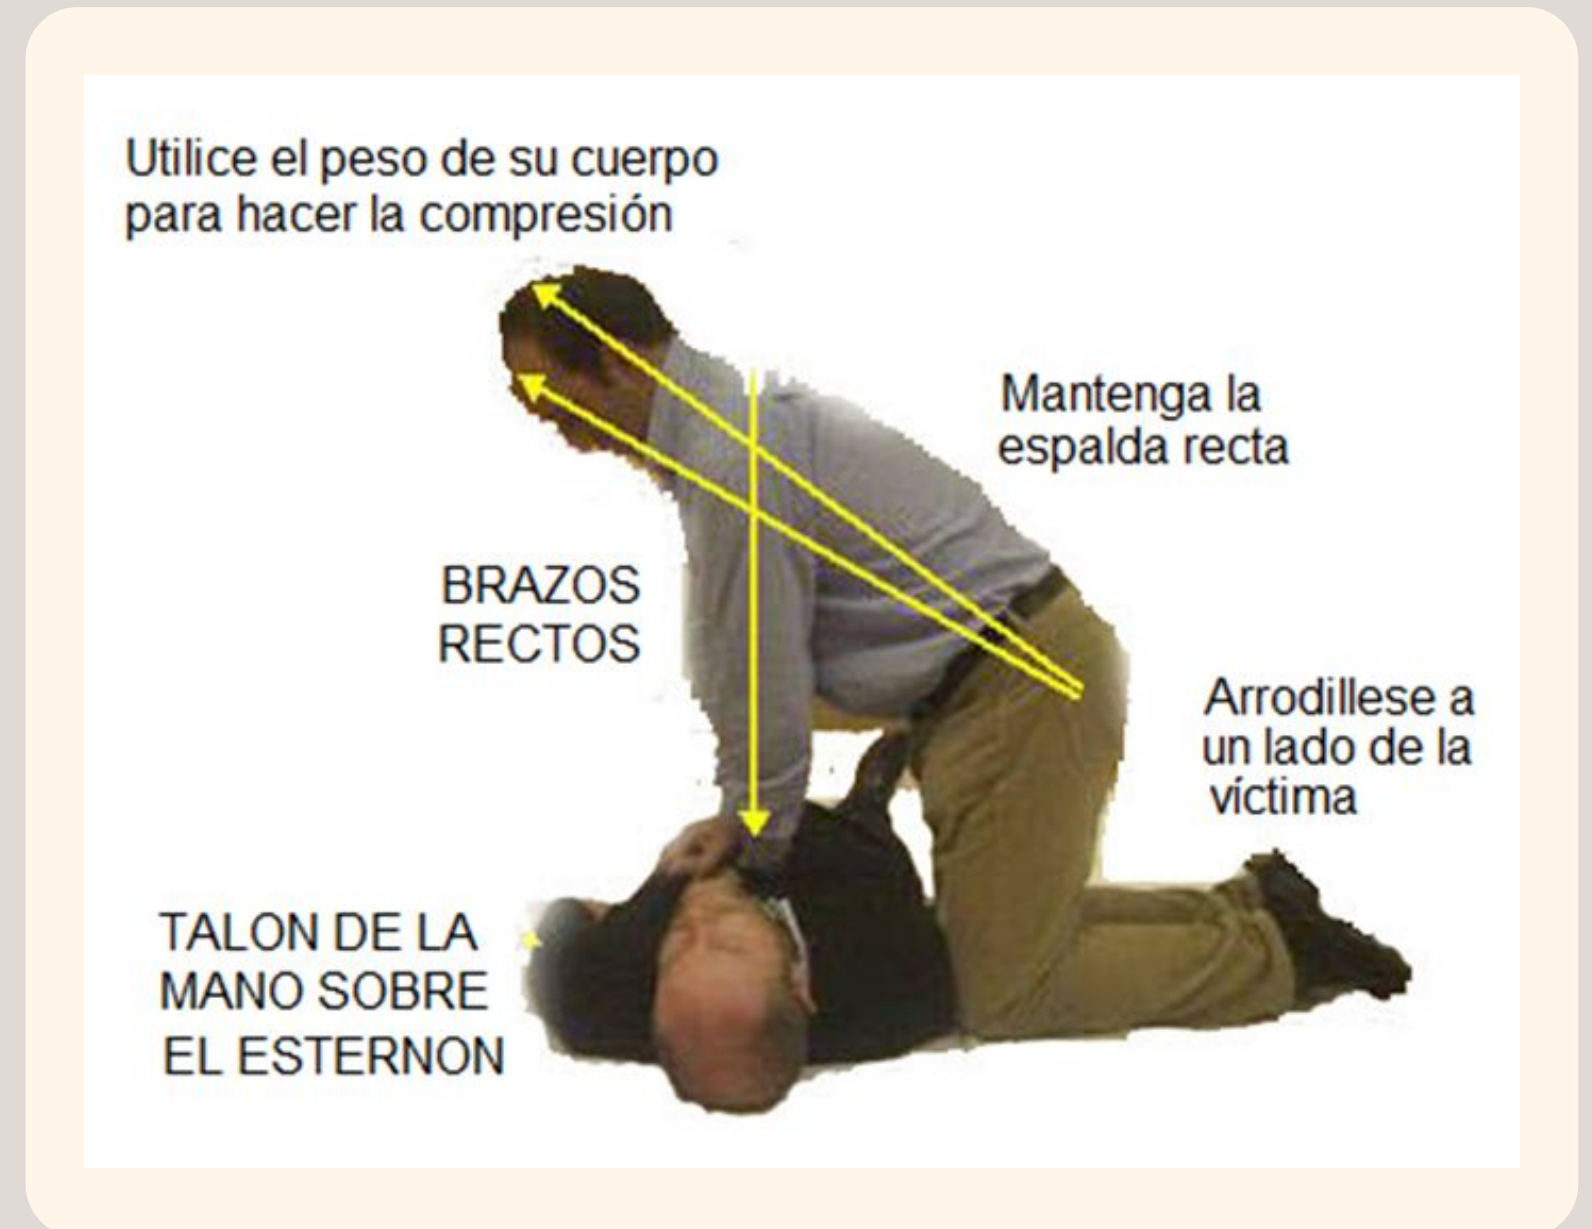 Utilice el peso de su cuerpo
para hacer la compresión
Mantenga la
espalda recta
BRAZOS
RECTOS
Arrodillese a
un lado de la
víctima
TALON DE LA
MANO SOBRE
EL ESTERNON